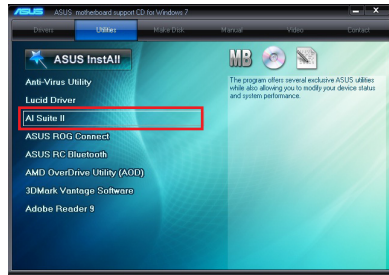 ASUS ASUS motherboard support CD for Windows 7
Drivers Utilities Make Disk Manual Video Contact
ASUS InstAll
Anti-Virus Utility
Lucid Driver
AI Suite II
ASUS ROG Connect
ASUS RC Bluetooth
AMD OverDrive Utility (AOD)
3DMark Vantage Software
Adobe Reader 9
MB
The program offers several exclusive ASUS utilities
while also allowing you to modify your device status
and system performance.